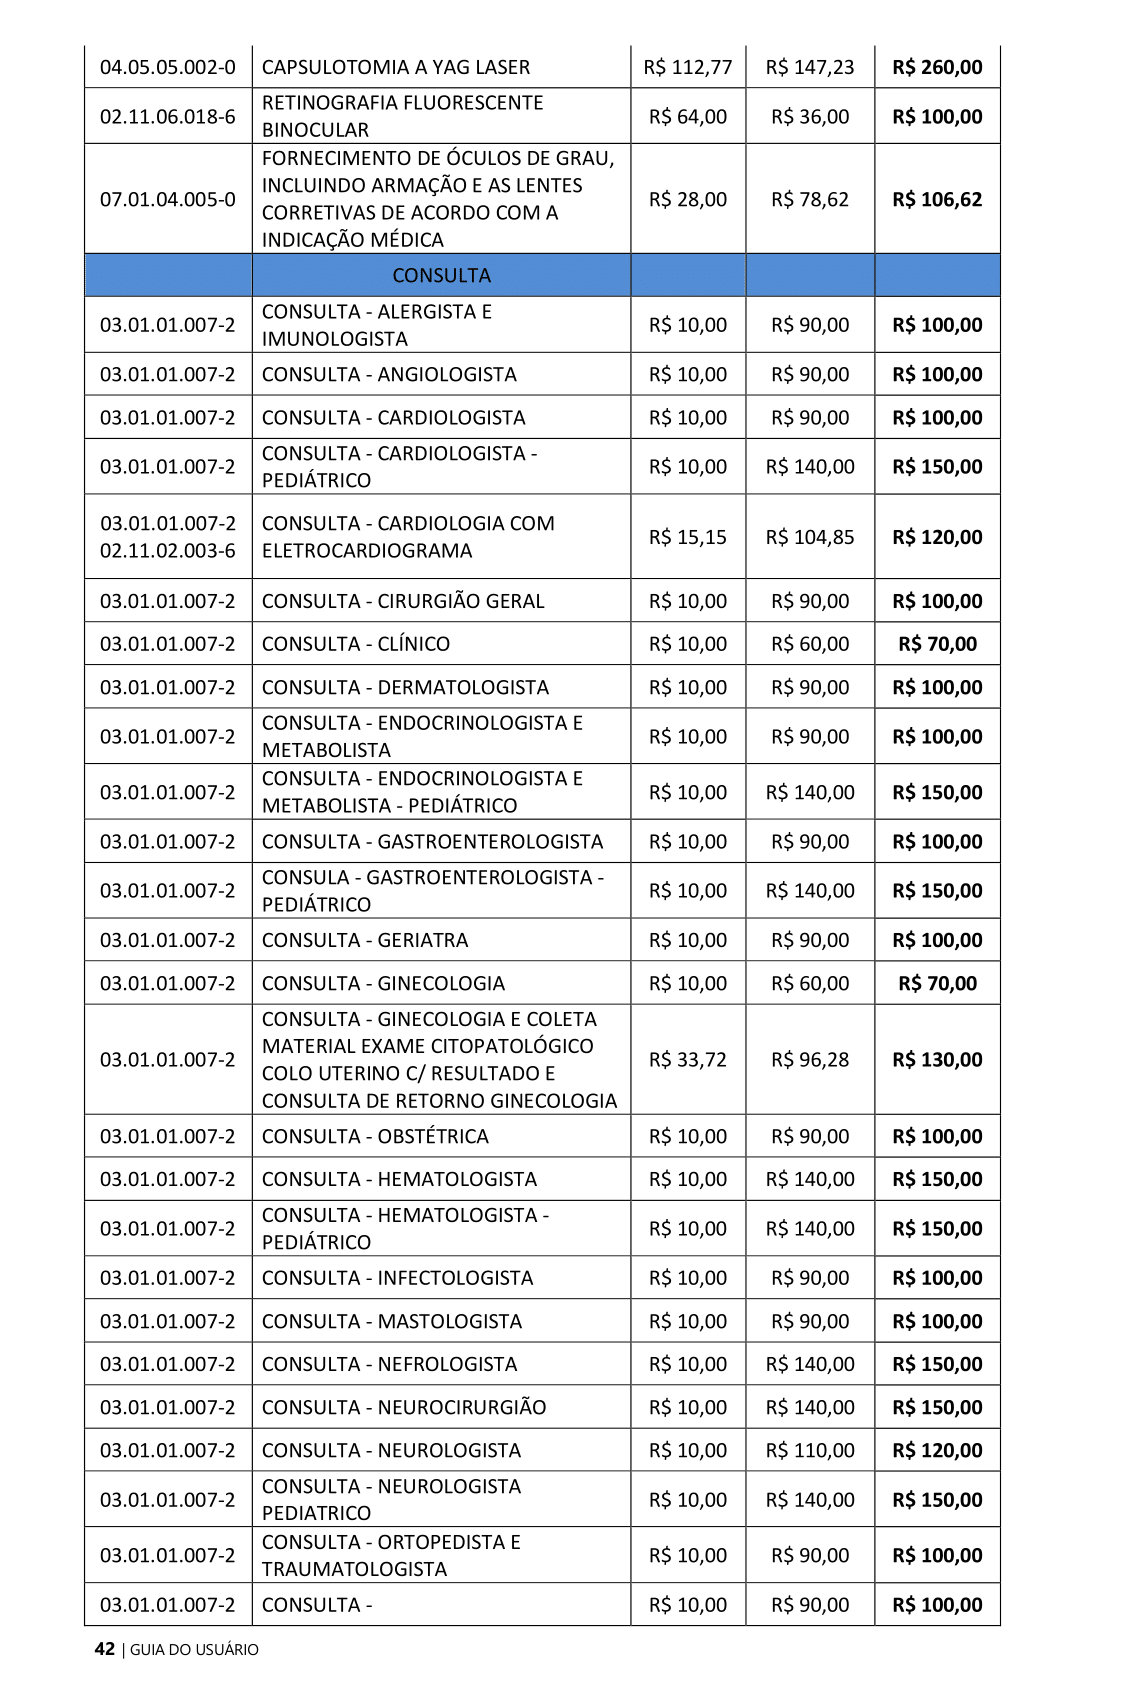 04.05.05.002-0 CAPSULOTOMIA A YAG LASER R$ 112,77 R$ 147,23 R$ 260,00
RETINOGRAFIA FLUORESCENTE
02.11.06.018-6 R$ 64,00 R$ 36,00 R$ 100,00
BINOCULAR
FORNECIMENTO DE ÓCULOS DE GRAU,
INCLUINDO ARMAÇÃO E AS LENTES
07.01.04.005-0 R$ 28,00 R$ 78,62 R$ 106,62
CORRETIVAS DE ACORDO COM A
INDICAÇÃO MÉDICA
CONSULTA
CONSULTA - ALERGISTA E
03.01.01.007-2 R$ 10,00 R$ 90,00 R$ 100,00
IMUNOLOGISTA
03.01.01.007-2 CONSULTA - ANGIOLOGISTA R$ 10,00 R$ 90,00 R$ 100,00
03.01.01.007-2 CONSULTA - CARDIOLOGISTA R$ 10,00 R$ 90,00 R$ 100,00
CONSULTA - CARDIOLOGISTA -
03.01.01.007-2 R$ 10,00 R$ 140,00 R$ 150,00
PEDIÁTRICO
03.01.01.007-2 CONSULTA - CARDIOLOGIA COM
R$ 15,15 R$ 104,85 R$ 120,00
02.11.02.003-6 ELETROCARDIOGRAMA
03.01.01.007-2 CONSULTA - CIRURGIÃO GERAL R$ 10,00 R$ 90,00 R$ 100,00
03.01.01.007-2 CONSULTA - CLÍNICO R$ 10,00 R$ 60,00 R$ 70,00
03.01.01.007-2 CONSULTA - DERMATOLOGISTA R$ 10,00 R$ 90,00 R$ 100,00
CONSULTA - ENDOCRINOLOGISTA E
03.01.01.007-2 R$ 10,00 R$ 90,00 R$ 100,00
METABOLISTA
CONSULTA - ENDOCRINOLOGISTA E
03.01.01.007-2 R$ 10,00 R$ 140,00 R$ 150,00
METABOLISTA - PEDIÁTRICO
03.01.01.007-2 CONSULTA - GASTROENTEROLOGISTA R$ 10,00 R$ 90,00 R$ 100,00
CONSULA - GASTROENTEROLOGISTA -
03.01.01.007-2 R$ 10,00 R$ 140,00 R$ 150,00
PEDIÁTRICO
03.01.01.007-2 CONSULTA - GERIATRA R$ 10,00 R$ 90,00 R$ 100,00
03.01.01.007-2 CONSULTA - GINECOLOGIA R$ 10,00 R$ 60,00 R$ 70,00
CONSULTA - GINECOLOGIA E COLETA
MATERIAL EXAME CITOPATOLÓGICO
03.01.01.007-2 R$ 33,72 R$ 96,28 R$ 130,00
COLO UTERINO C/ RESULTADO E
CONSULTA DE RETORNO GINECOLOGIA
03.01.01.007-2 CONSULTA - OBSTÉTRICA R$ 10,00 R$ 90,00 R$ 100,00
03.01.01.007-2 CONSULTA - HEMATOLOGISTA R$ 10,00 R$ 140,00 R$ 150,00
CONSULTA - HEMATOLOGISTA -
03.01.01.007-2 R$ 10,00 R$ 140,00 R$ 150,00
PEDIÁTRICO
03.01.01.007-2 CONSULTA - INFECTOLOGISTA R$ 10,00 R$ 90,00 R$ 100,00
03.01.01.007-2 CONSULTA - MASTOLOGISTA R$ 10,00 R$ 90,00 R$ 100,00
03.01.01.007-2 CONSULTA - NEFROLOGISTA R$ 10,00 R$ 140,00 R$ 150,00
03.01.01.007-2 CONSULTA - NEUROCIRURGIÃO R$ 10,00 R$ 140,00 R$ 150,00
03.01.01.007-2 CONSULTA - NEUROLOGISTA R$ 10,00 R$ 110,00 R$ 120,00
CONSULTA - NEUROLOGISTA
03.01.01.007-2 R$ 10,00 R$ 140,00 R$ 150,00
PEDIATRICO
CONSULTA - ORTOPEDISTA E
03.01.01.007-2 R$ 10,00 R$ 90,00 R$ 100,00
TRAUMATOLOGISTA
03.01.01.007-2 CONSULTA - R$ 10,00 R$ 90,00 R$ 100,00
42 | GUIA DO USUÁRIO